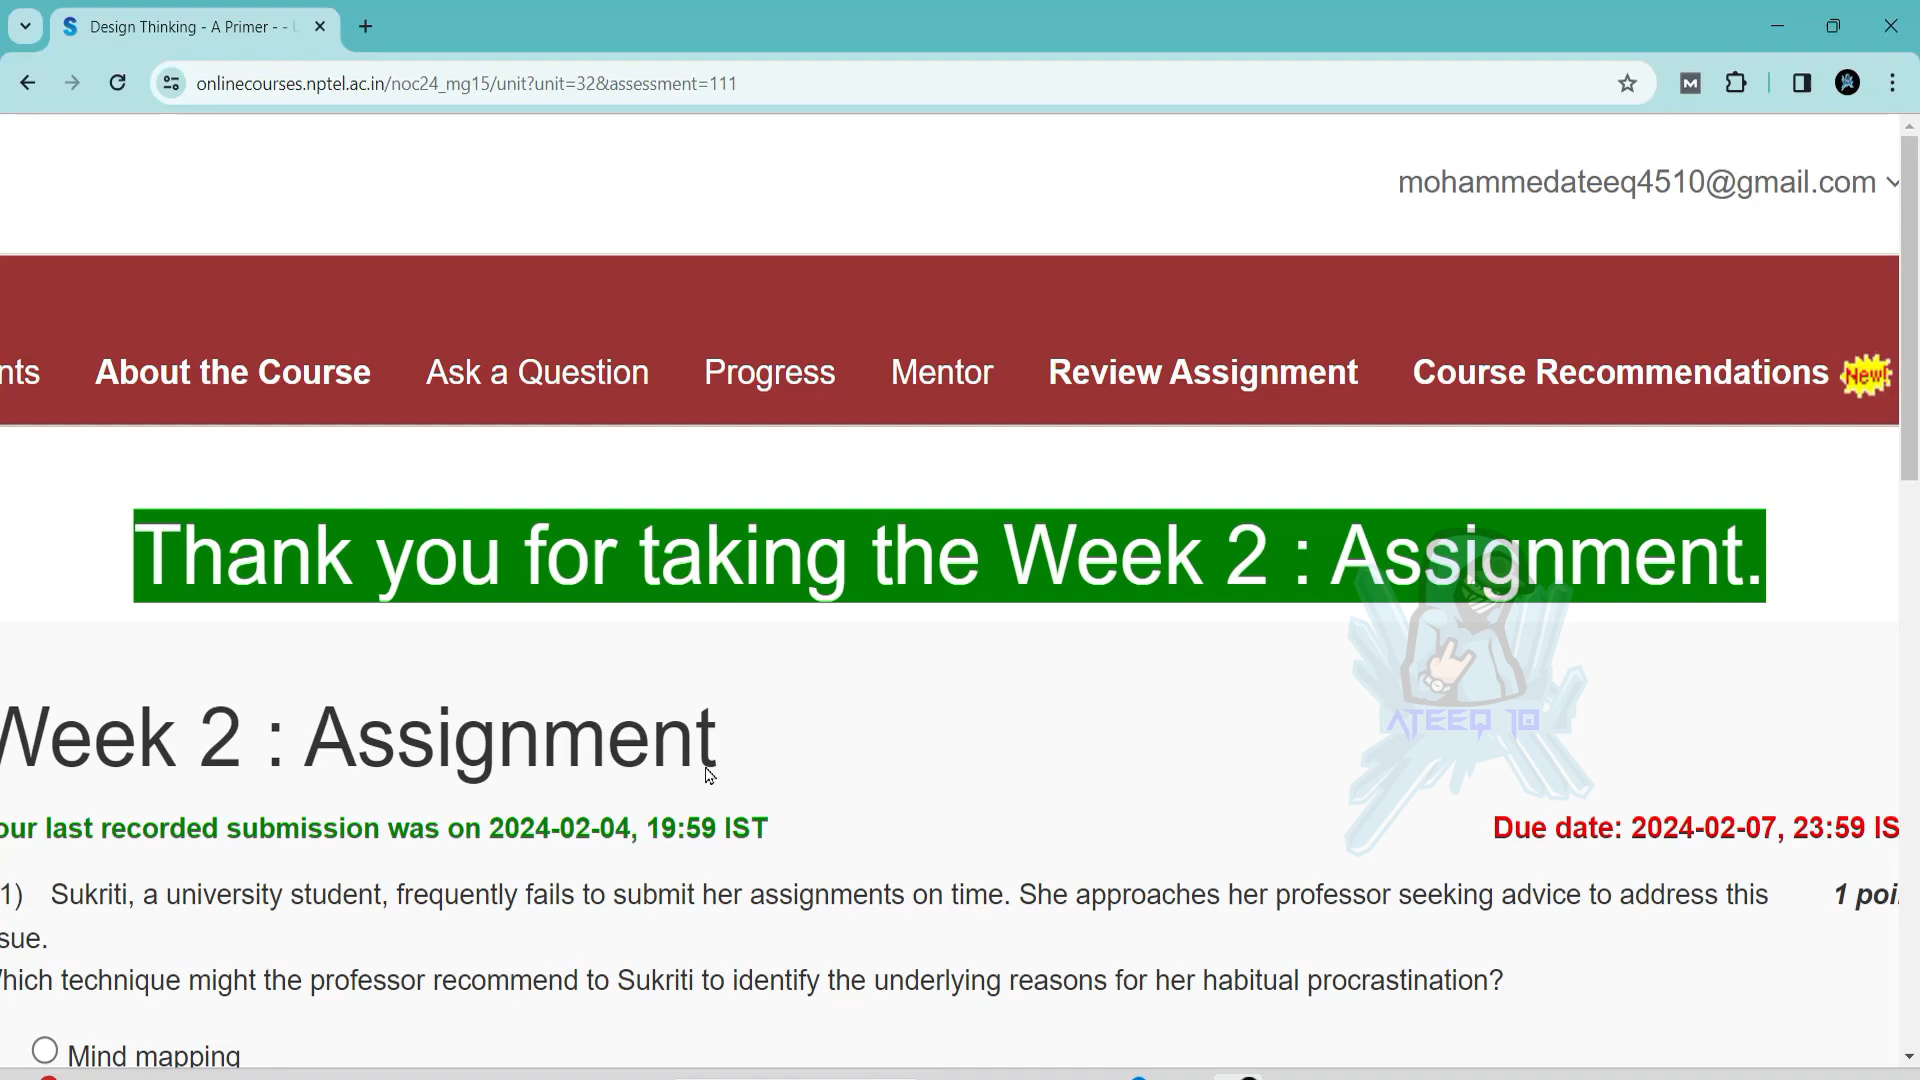 Design Thinking - A Primer - -
onlinecourses.nptel.ac.in/noc24_mg15/unit?unit=32&assessment=111
mohammedateeq4510@gmail.com
nts About the Course Ask a Question Progress Mentor Review Assignment Course Recommendations New!
Thank you for taking the Week 2 : Assignment.
ATEEQ 10
Week 2 : Assignment
our last recorded submission was on 2024-02-04, 19:59 IST Due date: 2024-02-07, 23:59 IS
1) Sukriti, a university student, frequently fails to submit her assignments on time. She approaches her professor seeking advice to address this 1 poi
sue.
hich technique might the professor recommend to Sukriti to identify the underlying reasons for her habitual procrastination?
Mind mapping